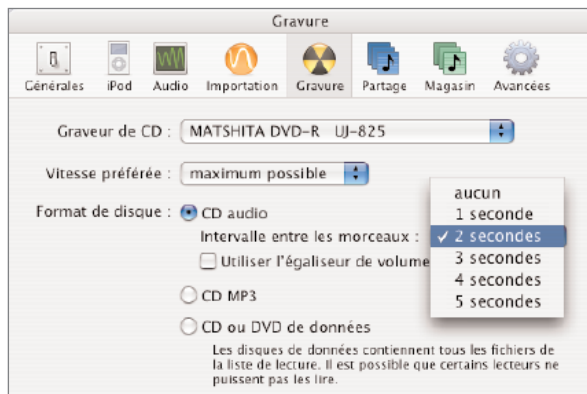 Gravure
Générales iPod Audio Importation Gravure Partage Magasin Avancées
Graveur de CD : MATSHITA DVD-R UJ-825
Vitesse préférée : maximum possible
Format de disque : CD audio
Intervalle entre les morceaux :
aucun
1 seconde
✓ 2 secondes
3 secondes
4 secondes
5 secondes
Utiliser l'égaliseur de volume
CD MP3
CD ou DVD de données
Les disques de données contiennent tous les fichiers de
la liste de lecture. Il est possible que certains lecteurs ne
puissent pas les lire.